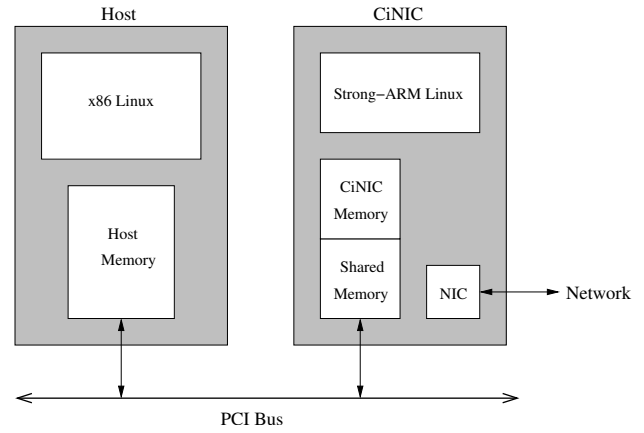 Host
CiNIC
x86 Linux
Strong−ARM Linux
CiNIC
Memory
Host
Memory
Shared
Memory
NIC
Network
PCI Bus